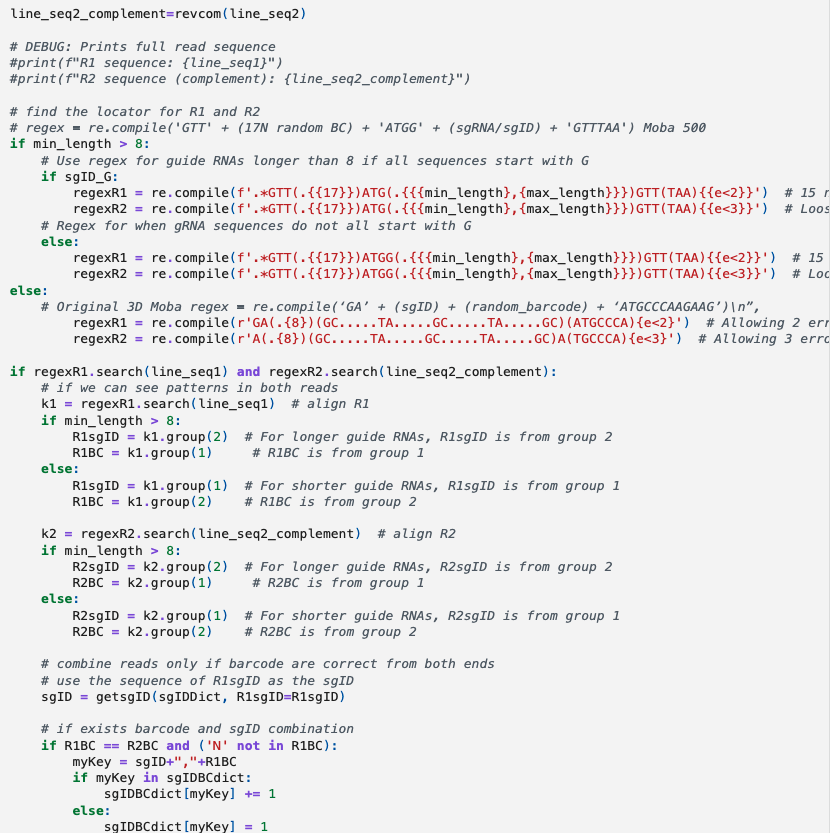 line_seq2_complement=revcom(line_seq2)
# DEBUG: Prints full read sequence
#print(f"R1 sequence: {line_seq1}")
#print(f"R2 sequence (complement): {line_seq2_complement}")
# find the locator for R1 and R2
# regex = re.compile('GTT' + (17N random BC) + 'ATGG' + (sgRNA/sgID) + 'GTTTAA') Moba 500
if min_length > 8:
    # Use regex for guide RNAs longer than 8 if all sequences start with G
    if sgID_G:
        regexR1 = re.compile(f'.*GTT(.{{17}})ATG(.{{{min_length},{max_length}}})GTT(TAA){{e<2}}')  # 15
        regexR2 = re.compile(f'.*GTT(.{{17}})ATG(.{{{min_length},{max_length}}})GTT(TAA){{e<3}}')  # Loos
    # Regex for when gRNA sequences do not all start with G
    else:
        regexR1 = re.compile(f'.*GTT(.{{17}})ATGG(.{{{min_length},{max_length}}})GTT(TAA){{e<2}}')  # 15
        regexR2 = re.compile(f'.*GTT(.{{17}})ATGG(.{{{min_length},{max_length}}})GTT(TAA){{e<3}}')  # Loo
else:
    # Original 3D Moba regex = re.compile(‘GA’ + (sgID) + (random_barcode) + ‘ATGCCCAAGAAG’)\n”,
        regexR1 = re.compile(r'GA(.{8})(GC.....TA.....GC.....TA.....GC)(ATGCCCA){e<2}')  # Allowing 2 err
        regexR2 = re.compile(r'A(.{8})(GC.....TA.....GC.....TA.....GC)A(TGCCCA){e<3}')  # Allowing 3 erro
if regexR1.search(line_seq1) and regexR2.search(line_seq2_complement):
    # if we can see patterns in both reads
    k1 = regexR1.search(line_seq1)  # align R1
    if min_length > 8:
        R1sgID = k1.group(2)  # For longer guide RNAs, R1sgID is from group 2
        R1BC = k1.group(1)     # R1BC is from group 1
    else:
        R1sgID = k1.group(1)  # For shorter guide RNAs, R1sgID is from group 1
        R1BC = k1.group(2)    # R1BC is from group 2
    k2 = regexR2.search(line_seq2_complement)  # align R2
    if min_length > 8:
        R2sgID = k2.group(2)  # For longer guide RNAs, R2sgID is from group 2
        R2BC = k2.group(1)     # R2BC is from group 1
    else:
        R2sgID = k2.group(1)  # For shorter guide RNAs, R2sgID is from group 1
        R2BC = k2.group(2)    # R2BC is from group 2
    # combine reads only if barcode are correct from both ends
    # use the sequence of R1sgID as the sgID
    sgID = getsgID(sgIDDict, R1sgID=R1sgID)
    # if exists barcode and sgID combination
    if R1BC == R2BC and ('N' not in R1BC):
        myKey = sgID+","+R1BC
        if myKey in sgIDBCdict:
            sgIDBCdict[myKey] += 1
        else:
            sgIDBCdict[myKey] = 1